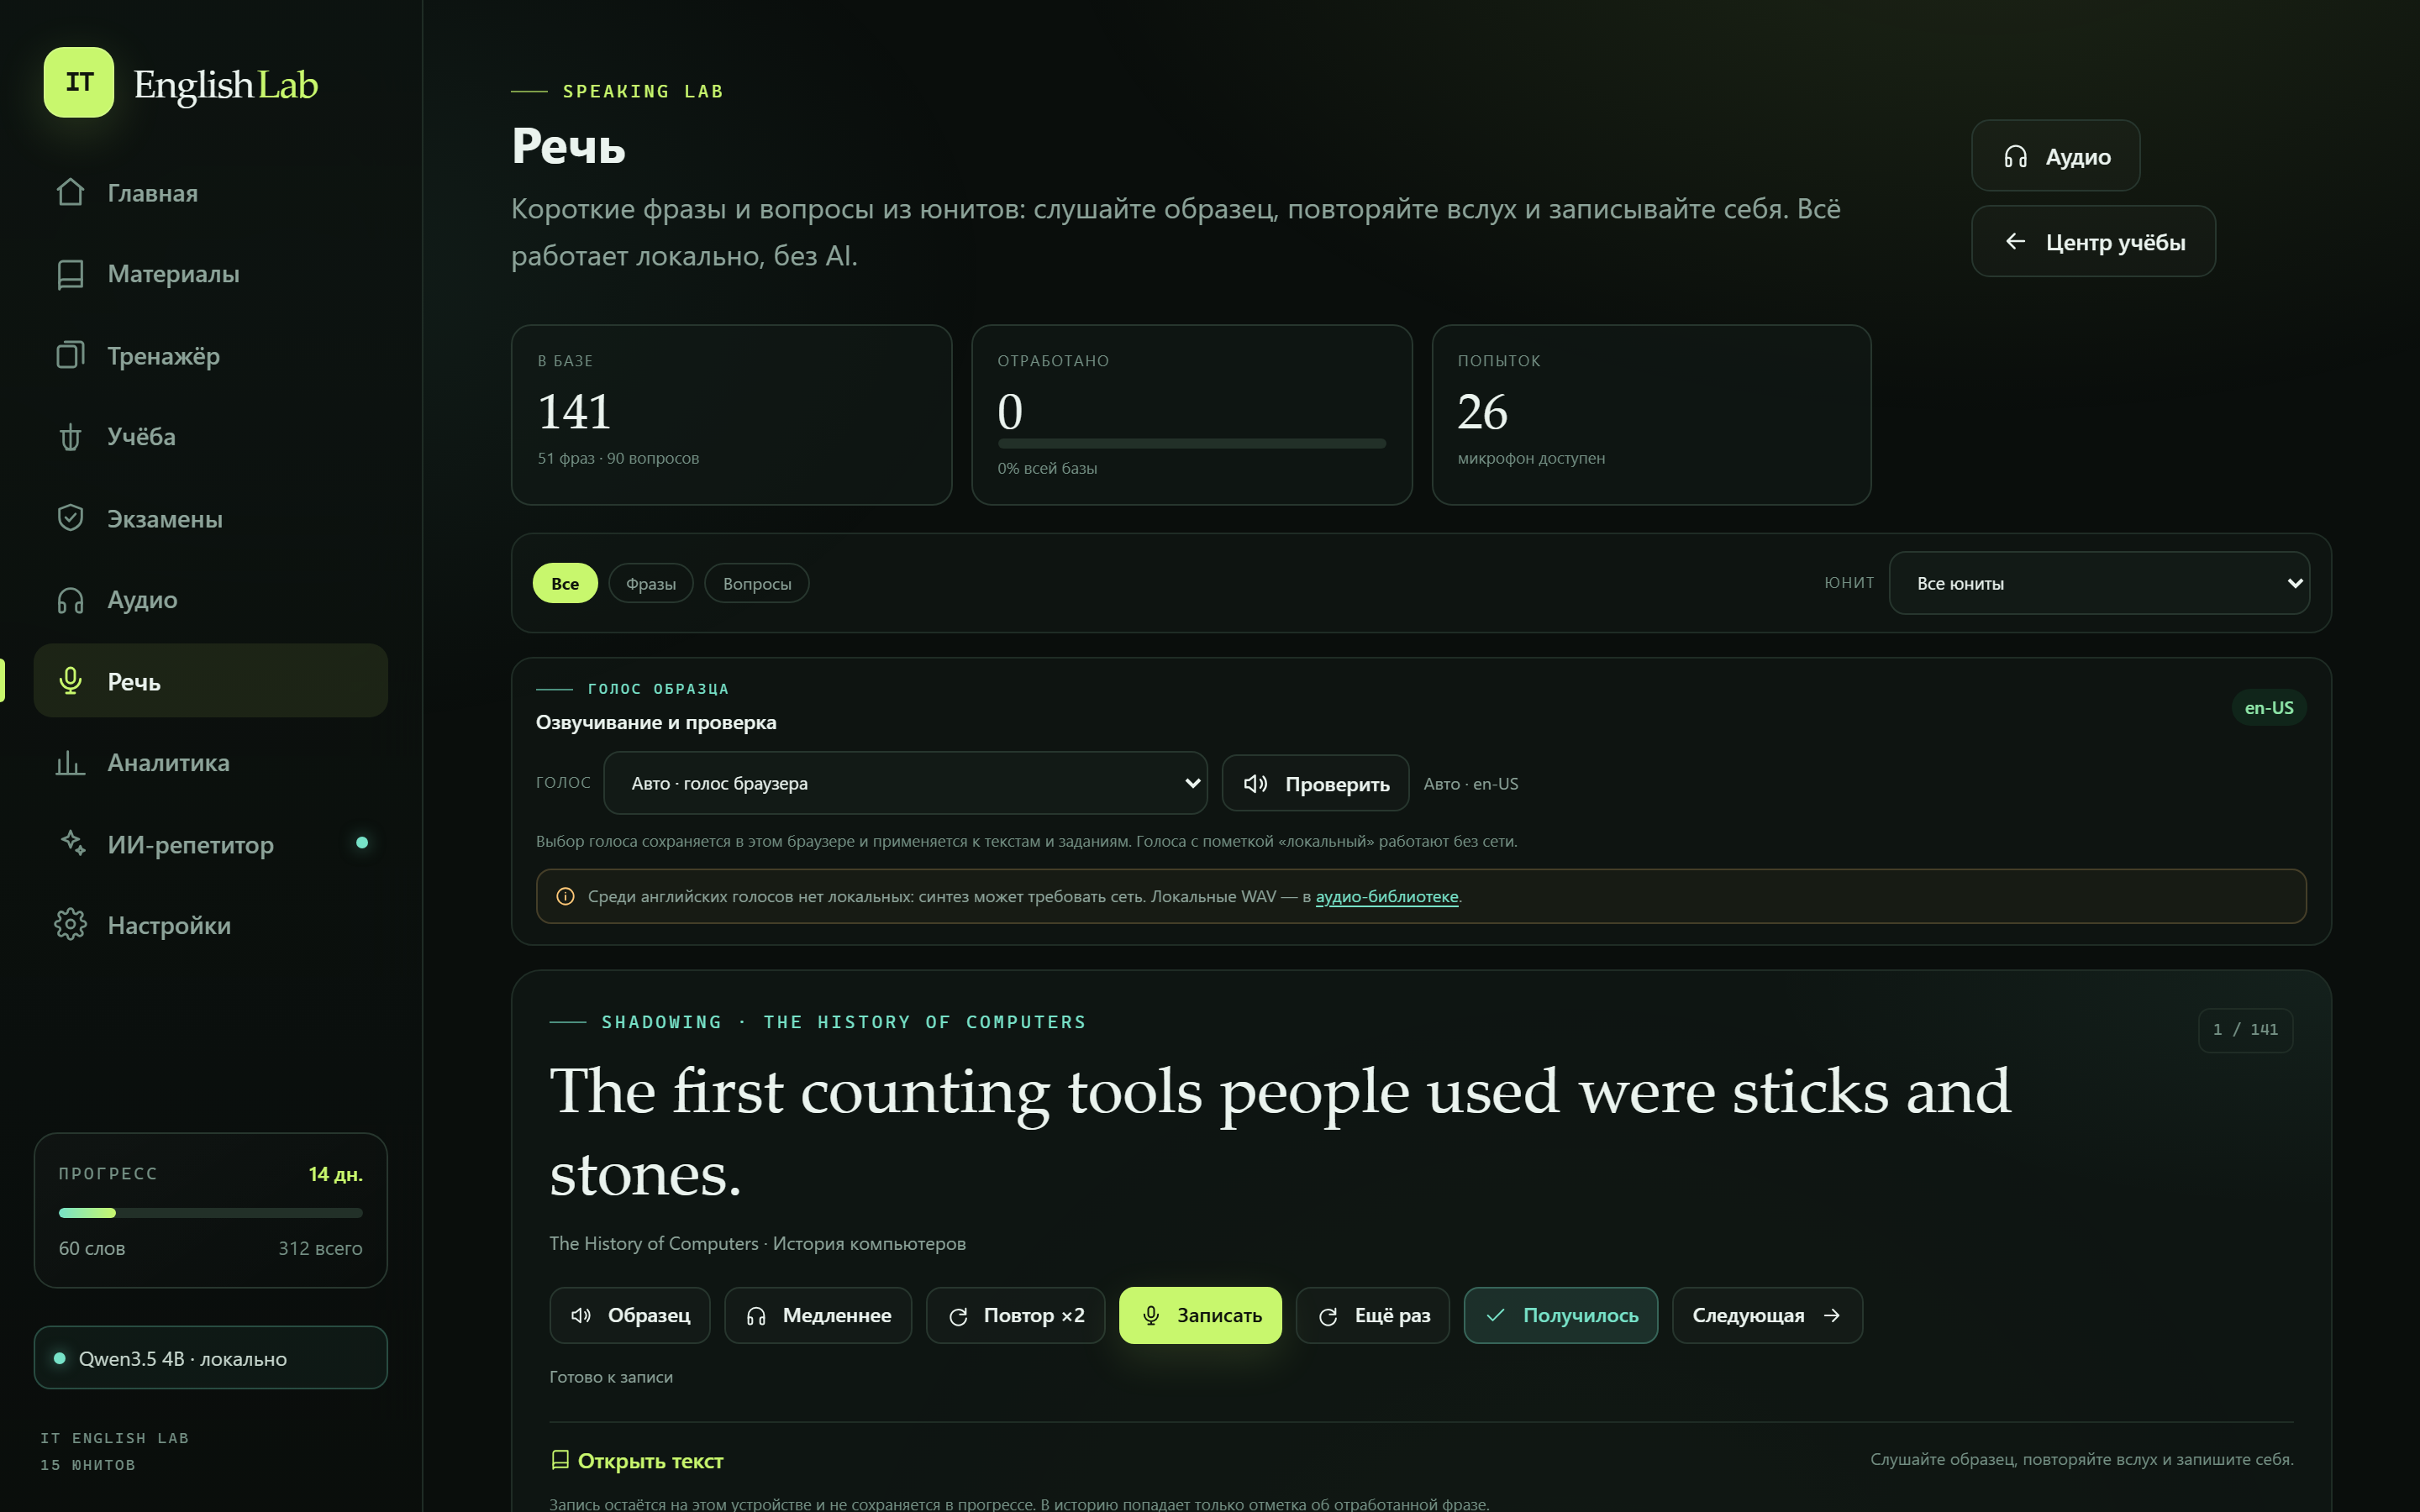 IT
English Lab
Главная
Материалы
Тренажёр
Учёба
Экзамены
Аудио
Речь
Аналитика
ИИ-репетитор
Настройки
ПРОГРЕСС
14 дн.
60 слов
312 всего
Qwen3.5 4B · локально
IT ENGLISH LAB
15 ЮНИТОВ
SPEAKING LAB
Речь
Короткие фразы и вопросы из юнитов: слушайте образец, повторяйте вслух и записывайте себя. Всё
работает локально, без AI.
Аудио
Центр учёбы
В БАЗЕ
141
51 фраз · 90 вопросов
ОТРАБОТАНО
0
0% всей базы
ПОПЫТОК
26
микрофон доступен
Все
Фразы
Вопросы
ЮНИТ
Все юниты
ГОЛОС ОБРАЗЦА
Озвучивание и проверка
en-US
ГОЛОС
Авто · голос браузера
Проверить
Авто · en-US
Выбор голоса сохраняется в этом браузере и применяется к текстам и заданиям. Голоса с пометкой «локальный» работают без сети.
Среди английских голосов нет локальных: синтез может требовать сеть. Локальные WAV — в аудио-библиотеке.
SHADOWING · THE HISTORY OF COMPUTERS
1 / 141
The first counting tools people used were sticks and
stones.
The History of Computers · История компьютеров
Образец
Медленнее
Повтор ×2
Записать
Ещё раз
Получилось
Следующая
Готово к записи
Открыть текст
Слушайте образец, повторяйте вслух и запишите себя.
Запись остаётся на этом устройстве и не сохраняется в прогрессе. В историю попадает только отметка об отработанной фразе.